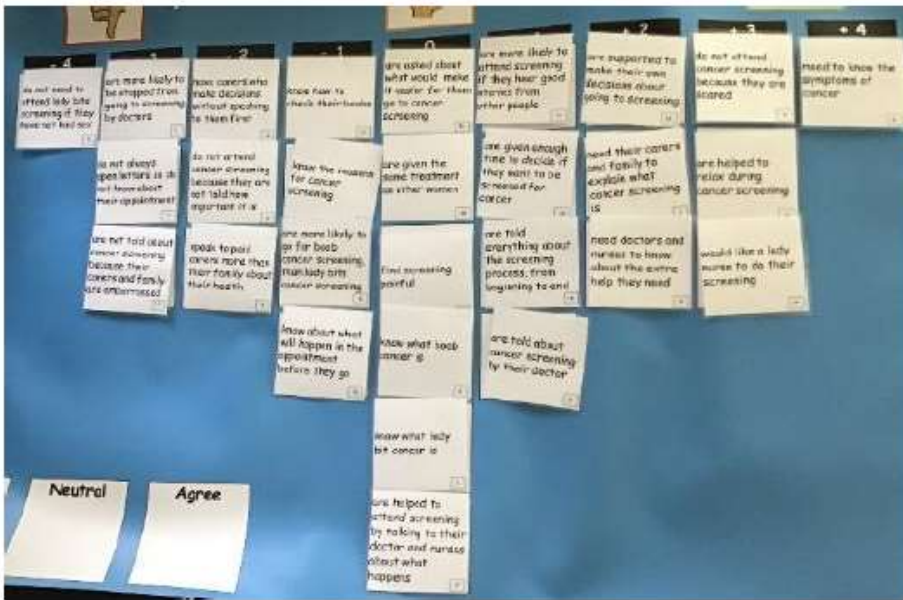 - 4
2
- 1
0
+ 2
+ 3
+ 4
do not need to
attend lady bits
screening if they
have not had sex
are more likely to
be stopped from
going to screening
by doctors
have carers who
make decisions
without speaking
to them first
know how to
check their boobs
are asked about
what would make
it easier for them
go to cancer
screening
are more likely to
attend screening
if they hear good
stories from
other people
are supported to
make their own
decisions about
going to screening
do not attend
cancer screening
because they are
scared
need to know the
symptoms of
cancer
do not always
open letters so do
not know about
their appointment
do not attend
cancer screening
because they are
not told how
important it is
know the reasons
for cancer
screening
are given the
same treatment
as other women
are given enough
time to decide if
they want to be
screened for
cancer
need their carers
and family to
explain what
cancer screening
is
are helped to
relax during
cancer screening
are not told about
cancer screening
because their
carers and family
are embarrassed
speak to paid
carers more than
their family about
their health
are more likely to
go for boob
cancer screening
than lady bits
cancer screening
find screening
painful
are told
everything about
the screening
process, from
beginning to end
need doctors and
nurses to know
about the extra
help they need
would like a lady
nurse to do their
screening
know about what
will happen in the
appointment
before they go
know what boob
cancer is
are told about
cancer screening
by their doctor
know what lady
bit cancer is
are helped to
attend screening
by talking to their
doctor and nurses
about what
happens
Neutral
Agree